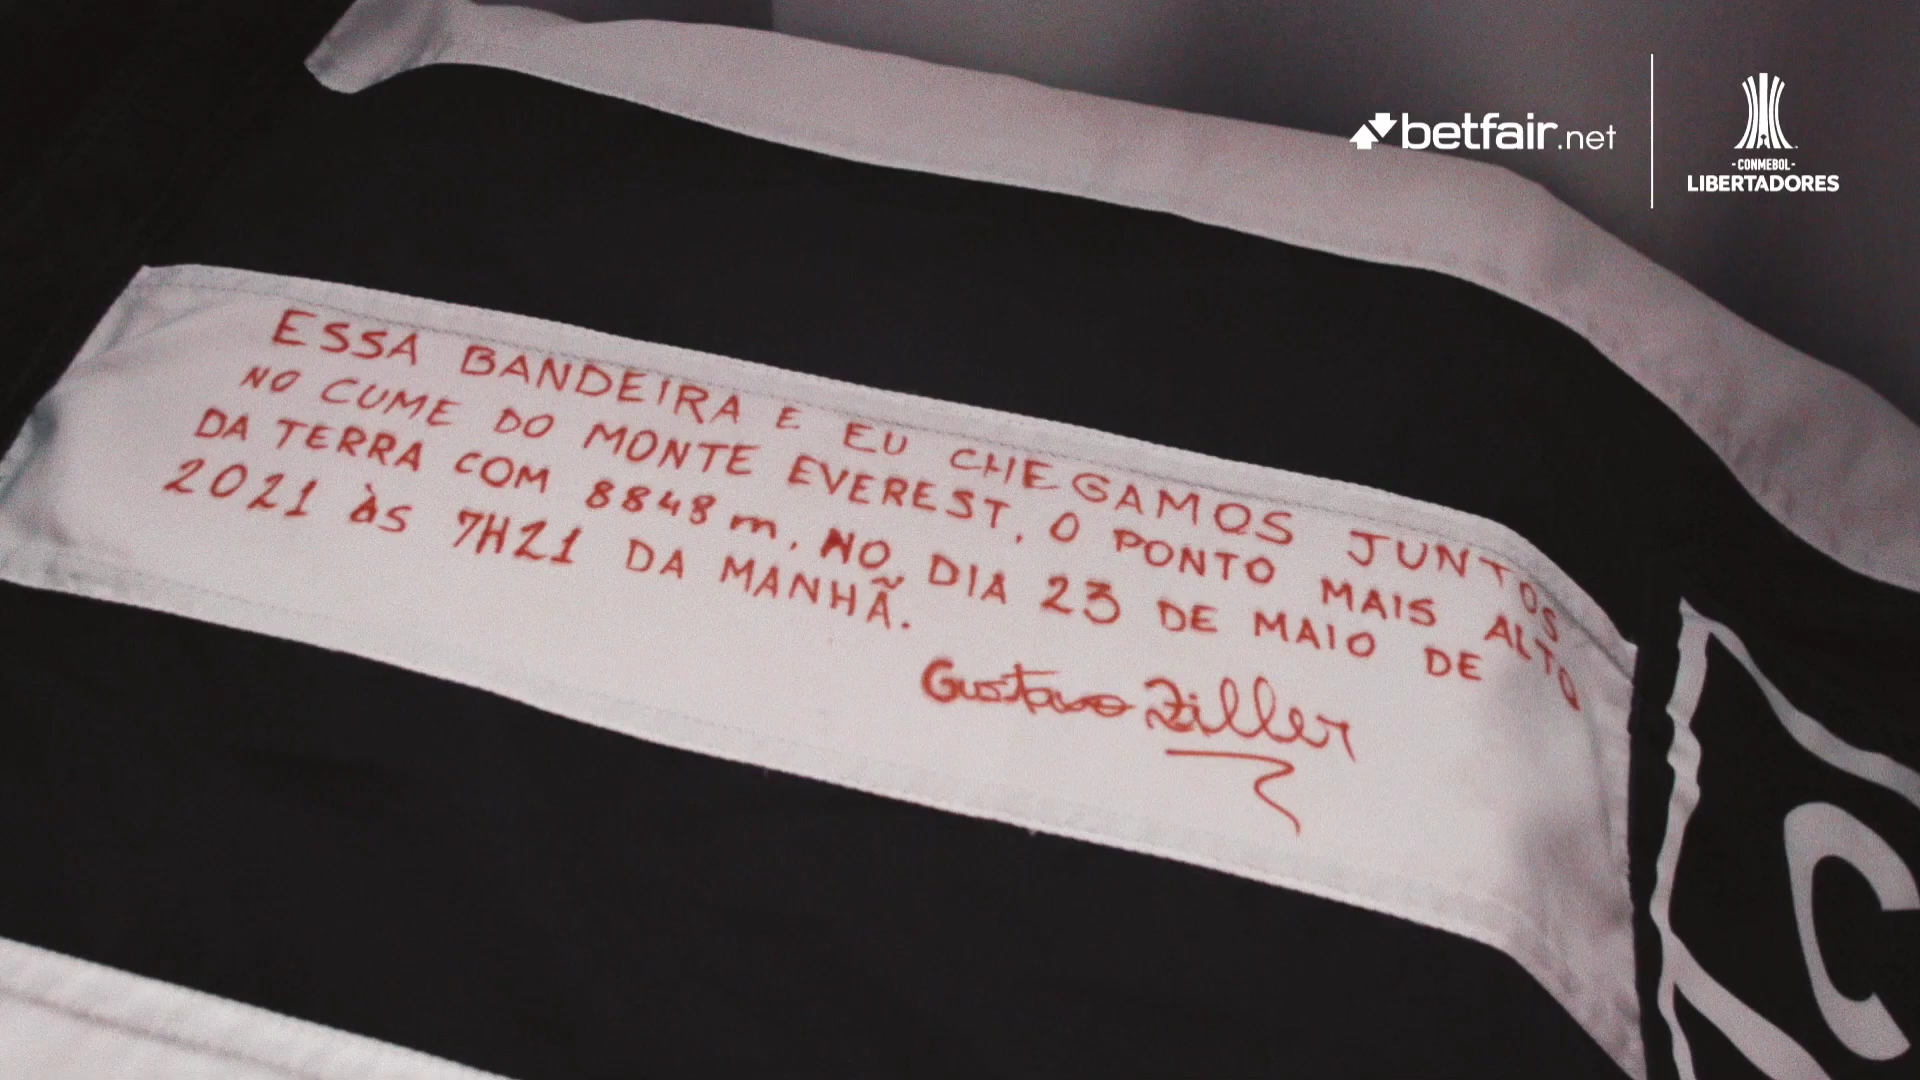 betfair.net
- CONMEBOL -
LIBERTADORES
ESSA BANDEIRA E EU CHEGAMOS JUNTOS
NO CUME DO MONTE EVEREST, O PONTO MAIS ALTO
DA TERRA COM 8848 m, NO DIA 23 DE MAIO DE
2021 ÀS 7H21 DA MANHÃ.
Gustavo Ziller
C